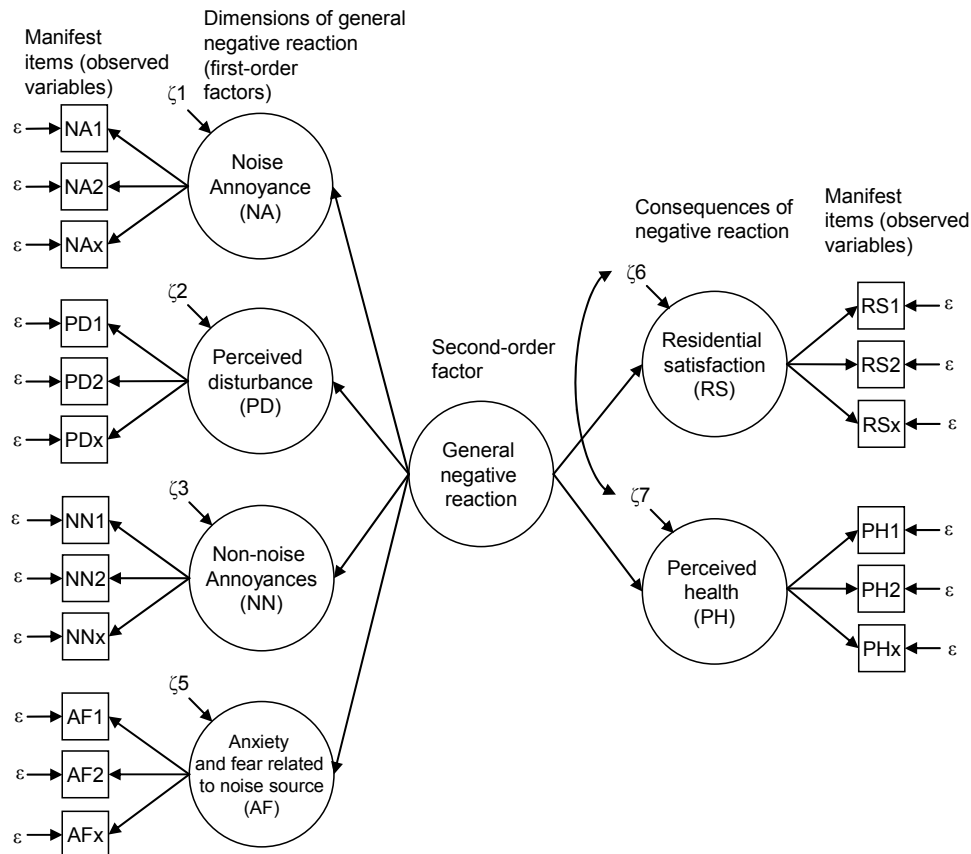 Manifest
items (observed
variables)
Dimensions of general
negative reaction
(first-order
factors)
ζ1
ε
NA1
ε
NA2
ε
NAx
Noise
Annoyance
(NA)
ζ2
ε
PD1
ε
PD2
ε
PDx
Perceived
disturbance
(PD)
ζ3
ε
NN1
ε
NN2
ε
NNx
Non-noise
Annoyances
(NN)
ζ5
ε
AF1
ε
AF2
ε
AFx
Anxiety
and fear related
to noise source
(AF)
Second-order
factor
General
negative
reaction
Consequences of
negative reaction
Manifest
items (observed
variables)
ζ6
Residential
satisfaction
(RS)
RS1
ε
RS2
ε
RSx
ε
ζ7
Perceived
health
(PH)
PH1
ε
PH2
ε
PHx
ε